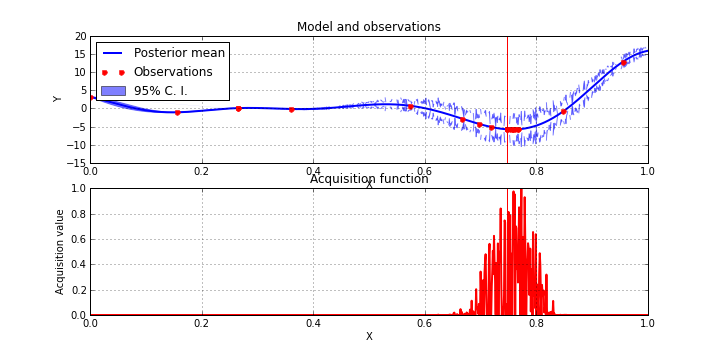 Model and observations
20
15
10
5
0
−5
−10
−15
Y
Posterior mean
Observations
95% C. I.
0.0
0.2
0.4
0.6
0.8
1.0
X
Acquisition function
1.0
0.8
0.6
0.4
0.2
0.0
Acquisition value
0.0
0.2
0.4
0.6
0.8
1.0
X